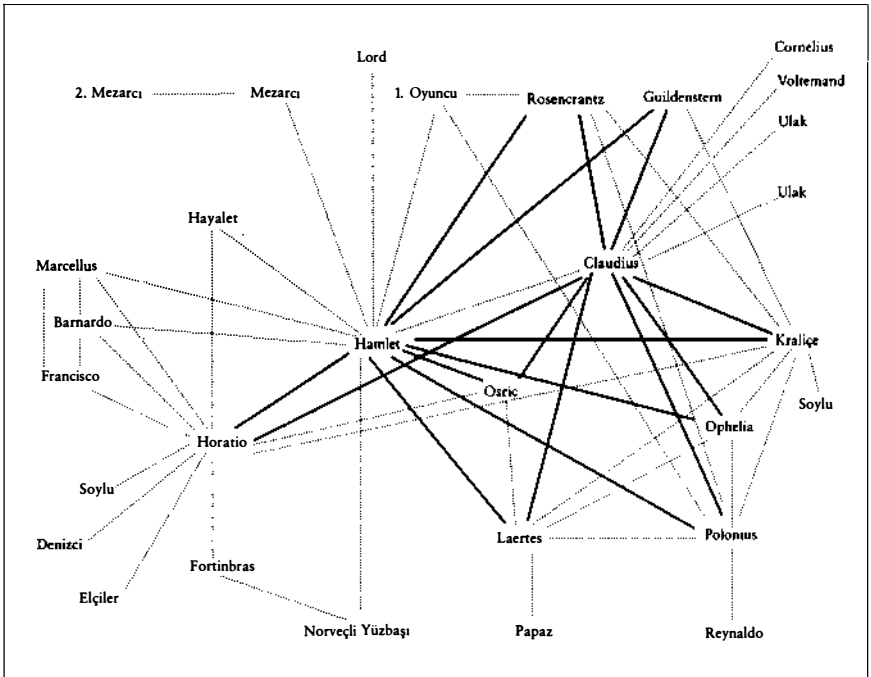 Lord
Cornelius
Voltemand
2. Mezarcı
Mezarcı
1. Oyuncu
Rosencrantz
Guildenstern
Ulak
Ulak
Hayalet
Marcellus
Claudius
Barnardo
Hamlet
Kraliçe
Francisco
Osric
Soylu
Ophelia
Horatio
Soylu
Laertes
Polonius
Denizci
Fortinbras
Elçiler
Norveçli Yüzbaşı
Papaz
Reynaldo